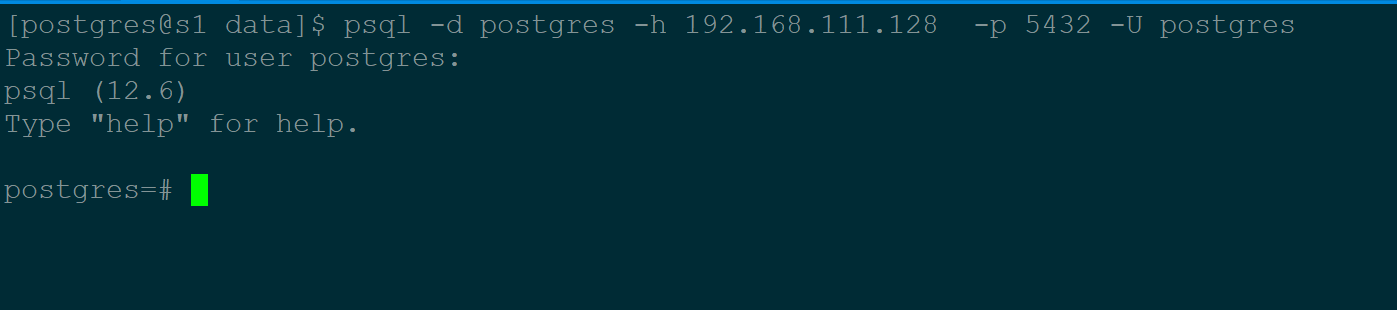 [postgres@s1 data]$ psql -d postgres -h 192.168.111.128  -p 5432 -U postgres
Password for user postgres:
psql (12.6)
Type "help" for help.
postgres=#